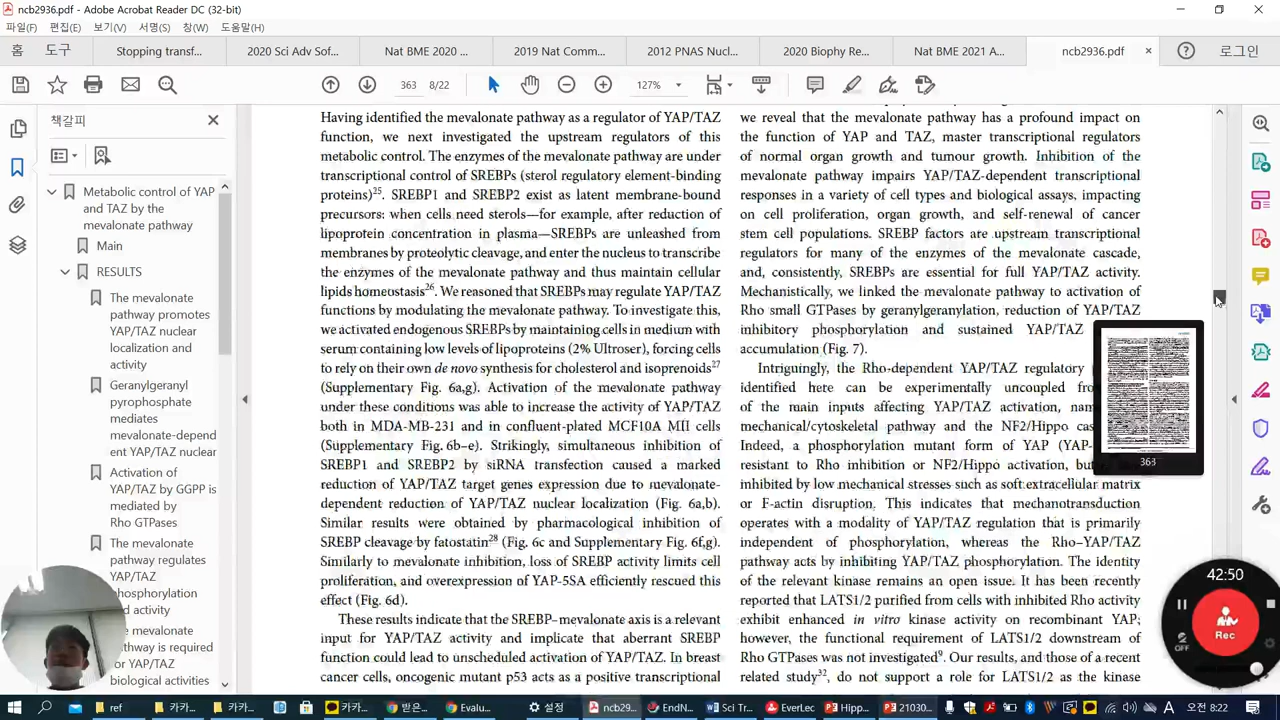 ncb2936.pdf - Adobe Acrobat Reader DC (32-bit)
파일(F) 편집(E) 보기(V) 서명(S) 창(W) 도움말(H)
홈 도구 Stopping transf... 2020 Sci Adv Sof... Nat BME 2020 ... 2019 Nat Comm... 2012 PNAS Nucl... 2020 Biophy Re... Nat BME 2021 A... ncb2936.pdf 로그인
363 8/22 127%
책갈피
Metabolic control of YAP
and TAZ by the
mevalonate pathway
Main
RESULTS
The mevalonate
pathway promotes
YAP/TAZ nuclear
localization and
activity
Geranylgeranyl
pyrophosphate
mediates
mevalonate-depend
ent YAP/TAZ nuclear
Activation of
YAP/TAZ by GGPP is
mediated by
Rho GTPases
The mevalonate
pathway regulates
YAP/TAZ
phosphorylation
d activity
mevalonate
pathway is required
for YAP/TAZ
biological activities
Having identified the mevalonate pathway as a regulator of YAP/TAZ
function, we next investigated the upstream regulators of this
metabolic control. The enzymes of the mevalonate pathway are under
transcriptional control of SREBPs (sterol regulatory element-binding
proteins)25. SREBP1 and SREBP2 exist as latent membrane-bound
precursors: when cells need sterols—for example, after reduction of
lipoprotein concentration in plasma—SREBPs are unleashed from
membranes by proteolytic cleavage, and enter the nucleus to transcribe
the enzymes of the mevalonate pathway and thus maintain cellular
lipids homeostasis26. We resoned that SREBPs may regulate YAP/TAZ
functions by modulating the mevalonate pathway. To investigate this,
we activated endogenous SREBPs by maintaining cells in medium with
serum containing low levels of lipoproteins (2% Ultroser), forcing cells
to rely on their own de novo synthesis for cholesterol and isoprenoids27
(Supplementary Fig. 6a,g). Activation of the mevalonate pathway
under these conditions was able to increase the activity of YAP/TAZ
both in MDA-MB-231 and in confluent-plated MCF10A MII cells
(Supplementary Fig. 6b–e). Strikingly, simultaneous inhibition of
SREBP1 and SREBP2 by siRNA transfection caused a marked
reduction of YAP/TAZ target genes expression due to mevalonate-
dependent reduction of YAP/TAZ nuclear localization (Fig. 6a,b).
Similar results were obtained by pharmacological inhibition of
SREBP cleavage by fatostatin28 (Fig. 6c and Supplementary Fig. 6f,g).
Similarly to mevalonate inhibition, loss of SREBP activity limits cell
proliferation, and overexpression of YAP-5SA efficiently rescued this
effect (Fig. 6d).
These results indicate that the SREBP–mevalonate axis is a relevant
input for YAP/TAZ activity and implicate that aberrant SREBP
function could lead to unscheduled activation of YAP/TAZ. In breast
cancer cells, oncogenic mutant p53 acts as a positive transcriptional
we reveal that the mevalonate pathway has a profound impact on
the function of YAP and TAZ, master transcriptional regulators
of normal organ growth and tumour growth. Inhibition of the
mevalonate pathway impairs YAP/TAZ-dependent transcriptional
responses in a variety of cell types and biological assays, impacting
on cell proliferation, organ growth, and self-renewal of cancer
stem cell populations. SREBP factors are upstream transcriptional
regulators for many of the enzymes of the mevalonate cascade,
and, consistently, SREBPs are essential for full YAP/TAZ activity.
Mechanistically, we linked the mevalonate pathway to activation of
Rho small GTPases by geranylgeranylation, reduction of YAP/TAZ
inhibitory phosphorylation and sustained YAP/TAZ
accumulation (Fig. 7).
Intriguingly, the Rho-dependent YAP/TAZ regulatory
identified here can be experimentally uncoupled fro
of the main inputs affecting YAP/TAZ activation, nam
mechanical/cytoskeletal pathway and the NF2/Hippo cas
Indeed, a phosphorylation mutant form of YAP (YAP-
resistant to Rho inhibition or NF2/Hippo activation, but
inhibited by low mechanical stresses such as soft extracellular matrix
or F-actin disruption. This indicates that mechanotransduction
operates with a modality of YAP/TAZ regulation that is primarily
independent of phosphorylation, whereas the Rho–YAP/TAZ
pathway acts by inhibiting YAP/TAZ phosphorylation. The identity
of the relevant kinase remains an open issue. It has been recently
reported that LATS1/2 purified from cells with inhibited Rho activity
exhibit enhanced in vitro kinase activity on recombinant YAP;
however, the functional requirement of LATS1/2 downstream of
Rho GTPases was not investigated9. Our results, and those of a recent
related study32, do not support a role for LATS1/2 as the kinase
363
42:50
Rec
OFF
ref 카카... 카카... 카카... 받은... Evalu... 설정 ncb29... EndN... Sci Tr... EverLec Hipp... 21030... A 오전 8:22